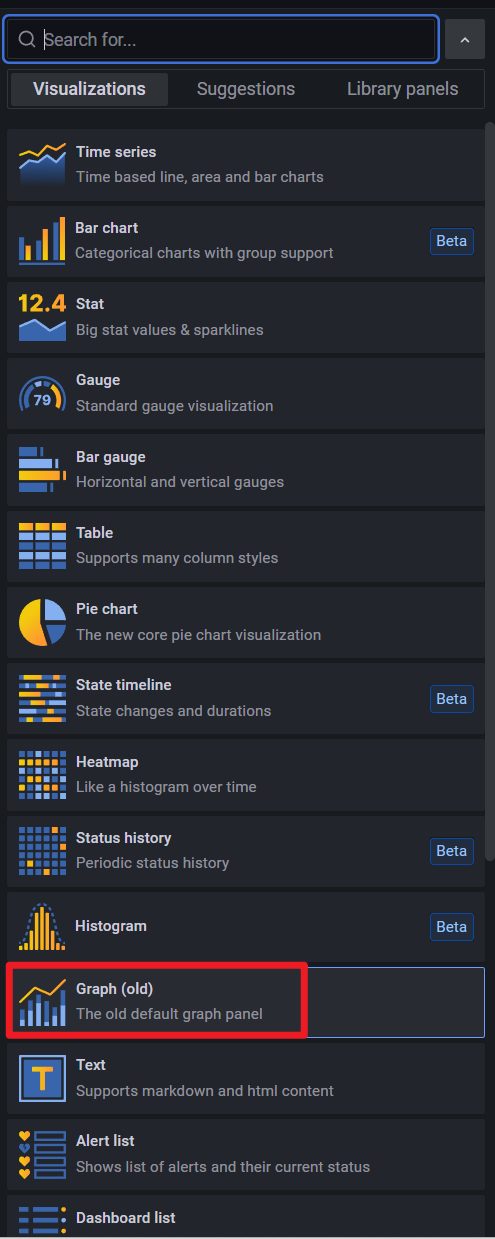 Search for...
Visualizations Suggestions Library panels
Time series
Time based line, area and bar charts
Bar chart
Categorical charts with group support
Beta
12.4
Stat
Big stat values & sparklines
Gauge
79
Standard gauge visualization
Bar gauge
Horizontal and vertical gauges
Table
Supports many column styles
Pie chart
The new core pie chart visualization
State timeline
State changes and durations
Beta
Heatmap
Like a histogram over time
Status history
Periodic status history
Beta
Histogram
Beta
Graph (old)
The old default graph panel
T
Text
Supports markdown and html content
Alert list
Shows list of alerts and their current status
Dashboard list